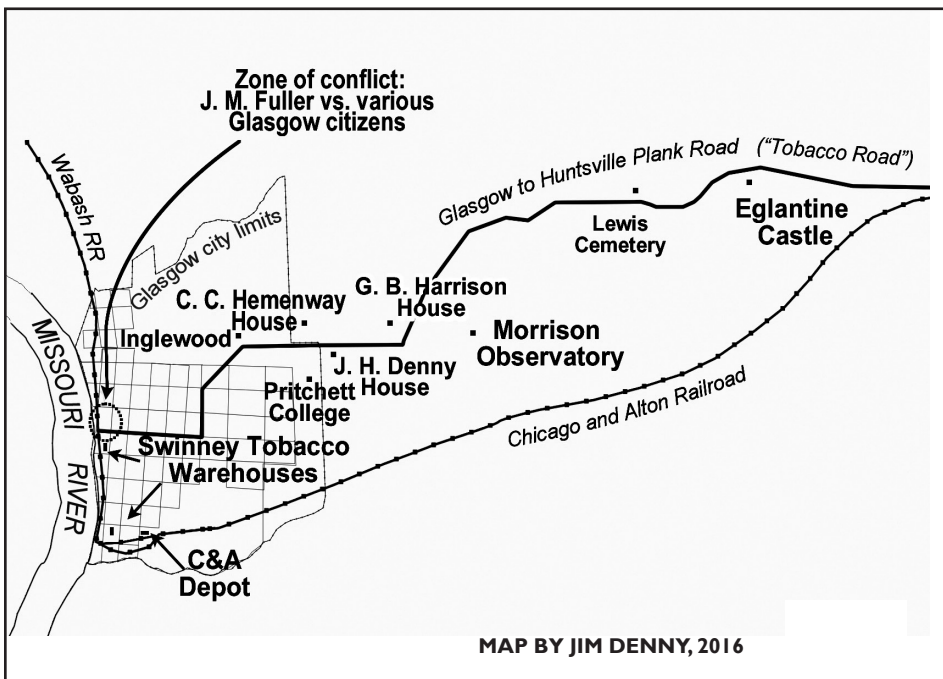 Zone of conflict:
J. M. Fuller vs. various
Glasgow citizens
Wabash RR
Glasgow to Huntsville Plank Road (“Tobacco Road”)
Glasgow city limits
Lewis
Cemetery
Eglantine
Castle
G. B. Harrison
House
C. C. Hemenway
House
Inglewood
Morrison
Observatory
J. H. Denny
House
Pritchett
College
MISSOURI
RIVER
Chicago and Alton Railroad
Swinney Tobacco
Warehouses
C&A
Depot
MAP BY JIM DENNY, 2016